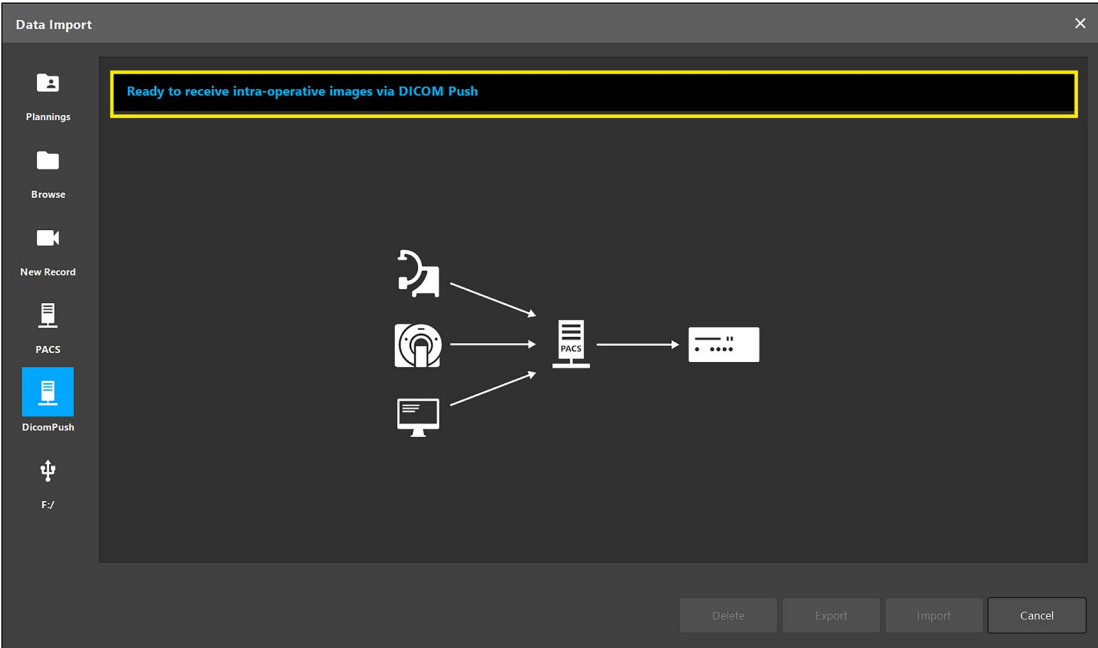 Data Import
Plannings
Browse
New Record
PACS
DicomPush
F:/
Ready to receive intra-operative images via DICOM Push
PACS
Delete
Export
Import
Cancel